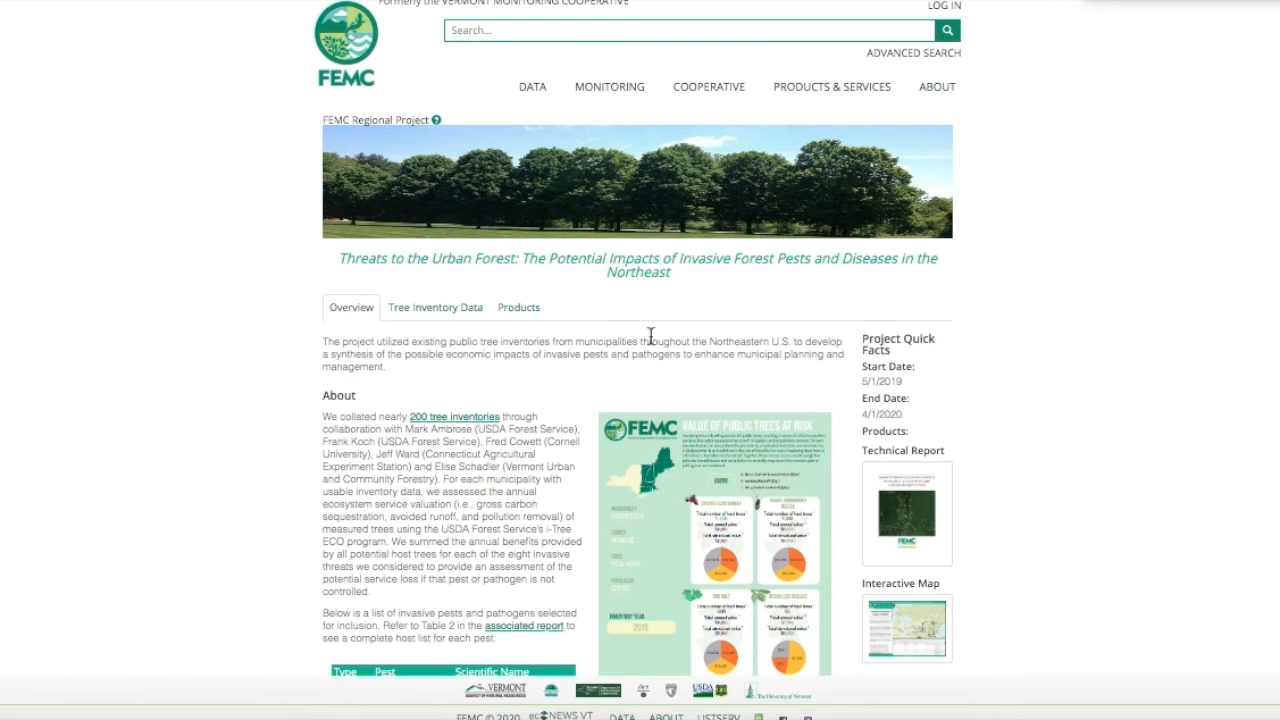 Formerly the VERMONT MONITORING COOPERATIVE
LOG IN
Search...
ADVANCED SEARCH
FEMC
DATA MONITORING COOPERATIVE PRODUCTS & SERVICES ABOUT
FEMC Regional Project
Threats to the Urban Forest: The Potential Impacts of Invasive Forest Pests and Diseases in the
Northeast
Overview Tree Inventory Data Products
The project utilized existing public tree inventories from municipalities throughout the Northeastern U.S. to develop
a synthesis of the possible economic impacts of invasive pests and pathogens to enhance municipal planning and
management.
About
We collated nearly 200 tree inventories through
collaboration with Mark Ambrose (USDA Forest Service),
Frank Koch (USDA Forest Service), Fred Cowett (Cornell
University), Jeff Ward (Connecticut Agricultural
Experiment Station) and Elise Schadler (Vermont Urban
and Community Forestry). For each municipality with
usable inventory data, we assessed the annual
ecosystem service valuation (i.e., gross carbon
sequestration, avoided runoff, and pollution removal) of
measured trees using the USDA Forest Service's i-Tree
ECO program. We summed the annual benefits provided
by all potential host trees for each of the eight invasive
threats we considered to provide an assessment of the
potential service loss if that pest or pathogen is not
controlled.
Below is a list of invasive pests and pathogens selected
for inclusion. Refer to Table 2 in the associated report to
see a complete host list for each pest.
Type Pest Scientific Name
FEMC VALUE OF PUBLIC TREES AT RISK
INVENTORY YEAR
2015
Project Quick
Facts
Start Date:
5/1/2019
End Date:
4/1/2020
Products:
Technical Report
FEMC
Interactive Map
VERMONT
USDA
The University of Vermont
FEMC © 2020 NEWS VT DATA ABOUT LISTSERV